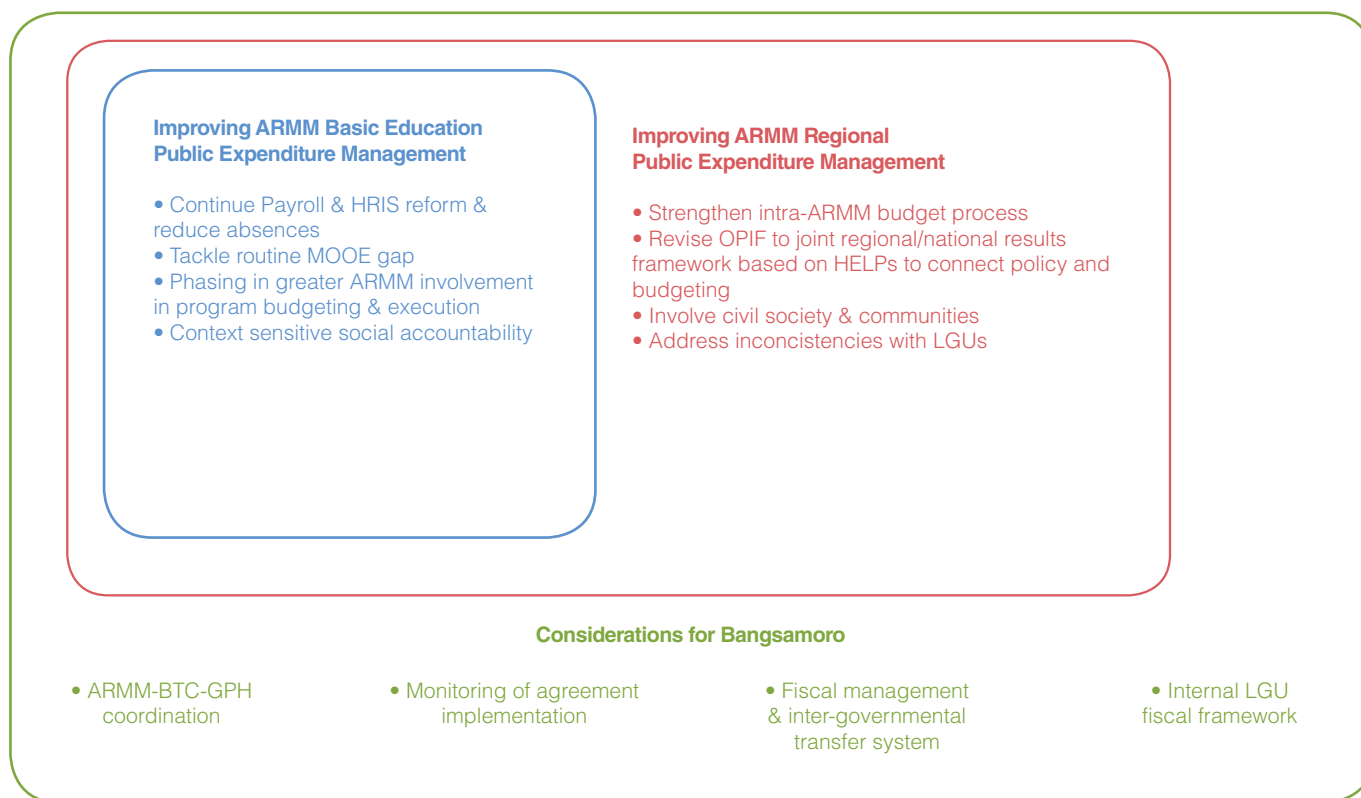 Improving ARMM Basic Education
Public Expenditure Management
• Continue Payroll & HRIS reform &
reduce absences
• Tackle routine MOOE gap
• Phasing in greater ARMM involvement
in program budgeting & execution
• Context sensitive social accountability
Improving ARMM Regional
Public Expenditure Management
• Strengthen intra-ARMM budget process
• Revise OPIF to joint regional/national results
framework based on HELPs to connect policy and
budgeting
• Involve civil society & communities
• Address inconcistencies with LGUs
Considerations for Bangsamoro
• ARMM-BTC-GPH
coordination
• Monitoring of agreement
implementation
• Fiscal management
& inter-governmental
transfer system
• Internal LGU
fiscal framework